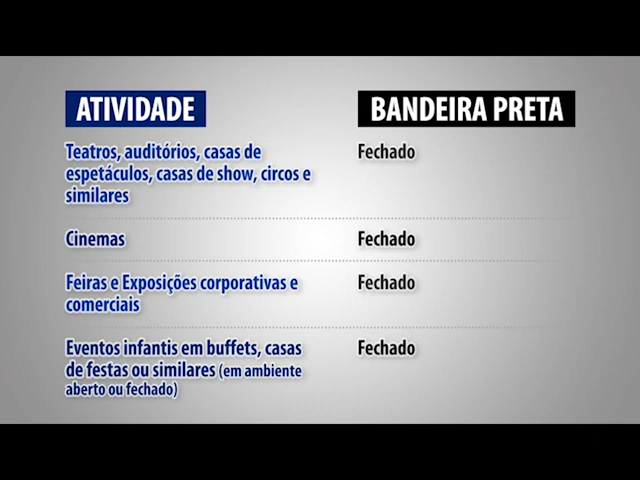 ATIVIDADE BANDEIRA PRETA
Teatros, auditórios, casas de Fechado
espetáculos, casas de show, circos e
similares
Cinemas Fechado
Feiras e Exposições corporativas e Fechado
comerciais
Eventos infantis em buffets, casas Fechado
de festas ou similares (em ambiente
aberto ou fechado)